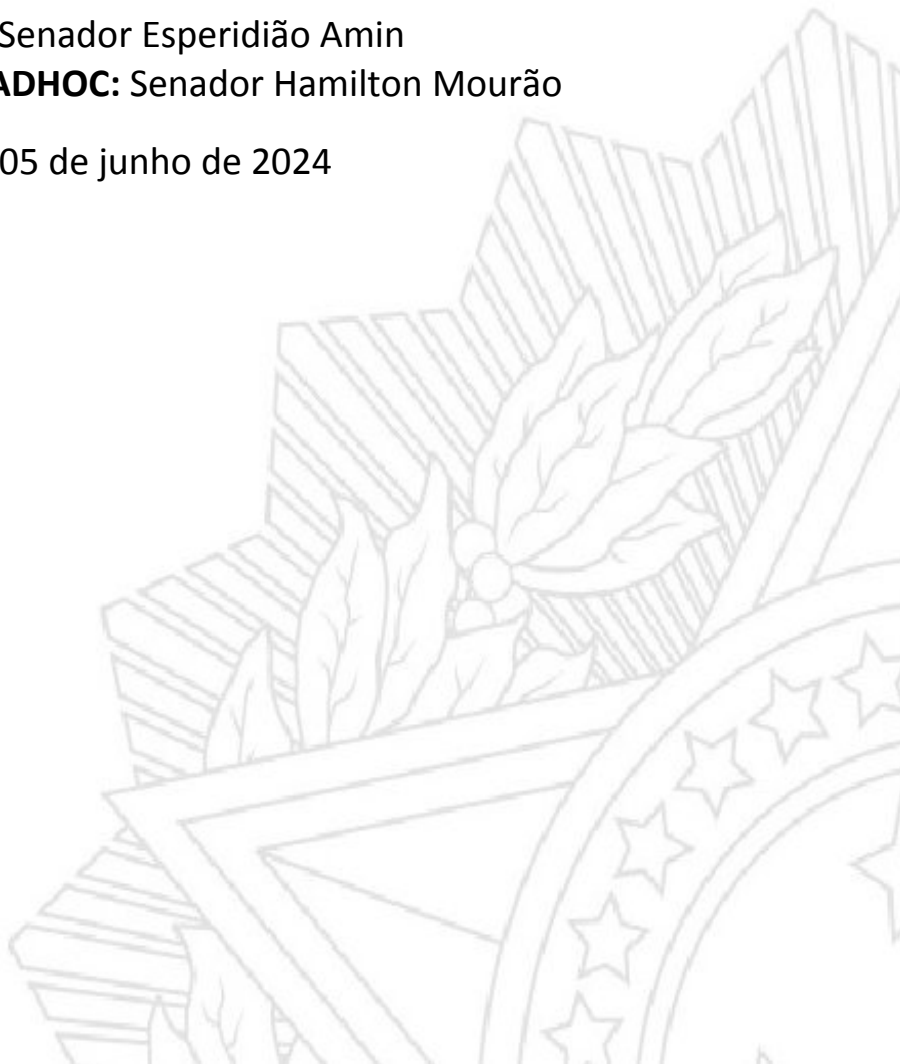 Senador Esperidião Amin
ADHOC: Senador Hamilton Mourão
05 de junho de 2024